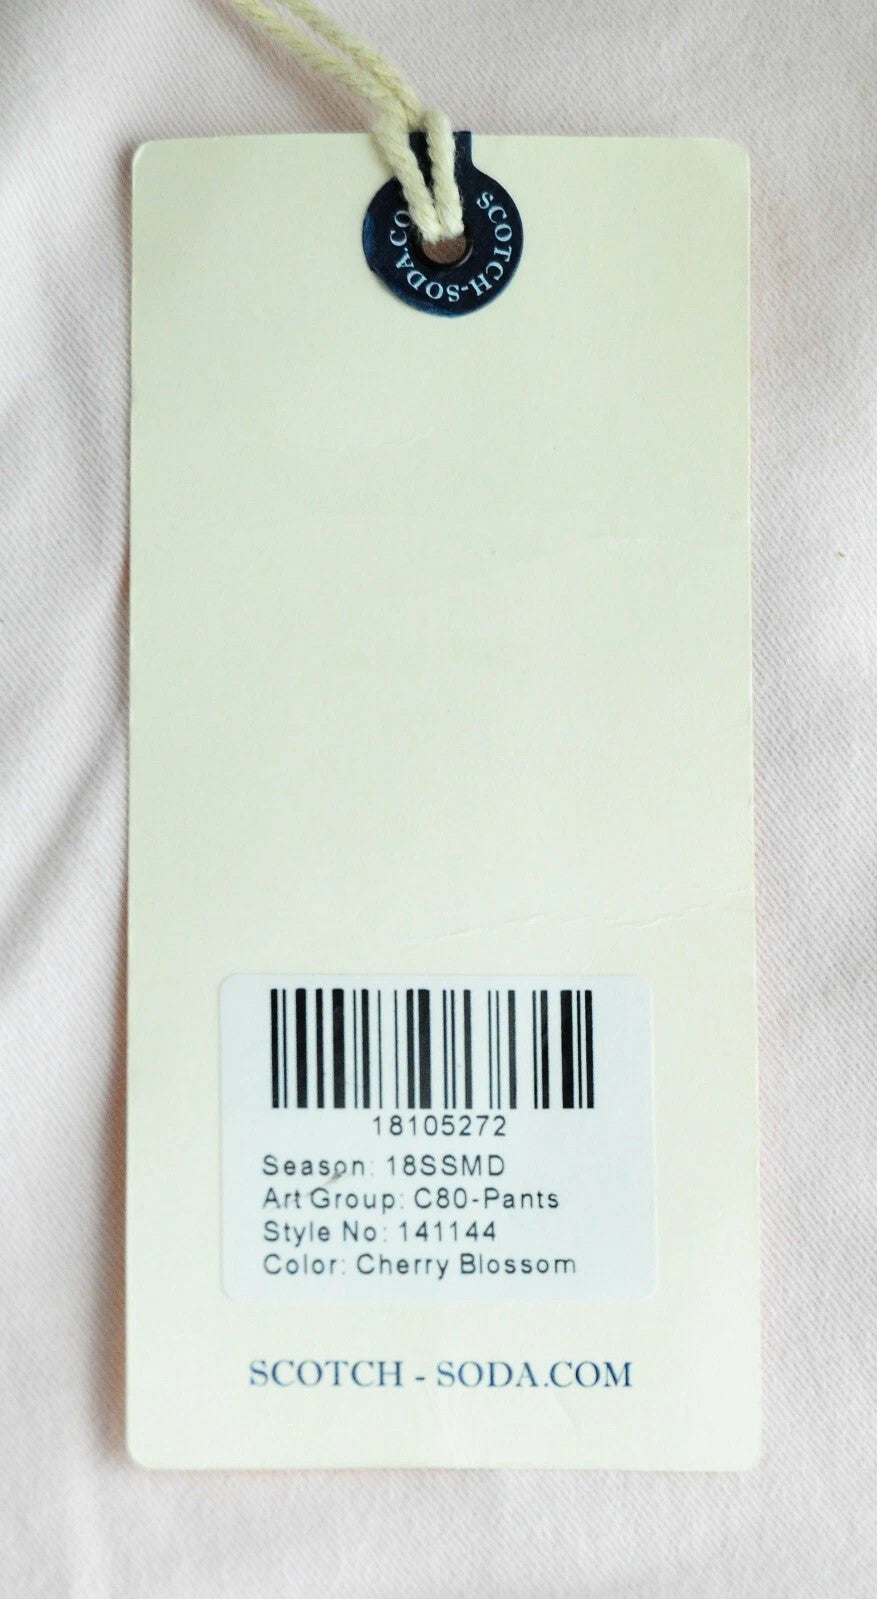 SCOTCH-SODA.CO
18105272
Season: 18SSMD
Art Group: C80-Pants
Style No: 141144
Color: Cherry Blossom
SCOTCH - SODA.COM